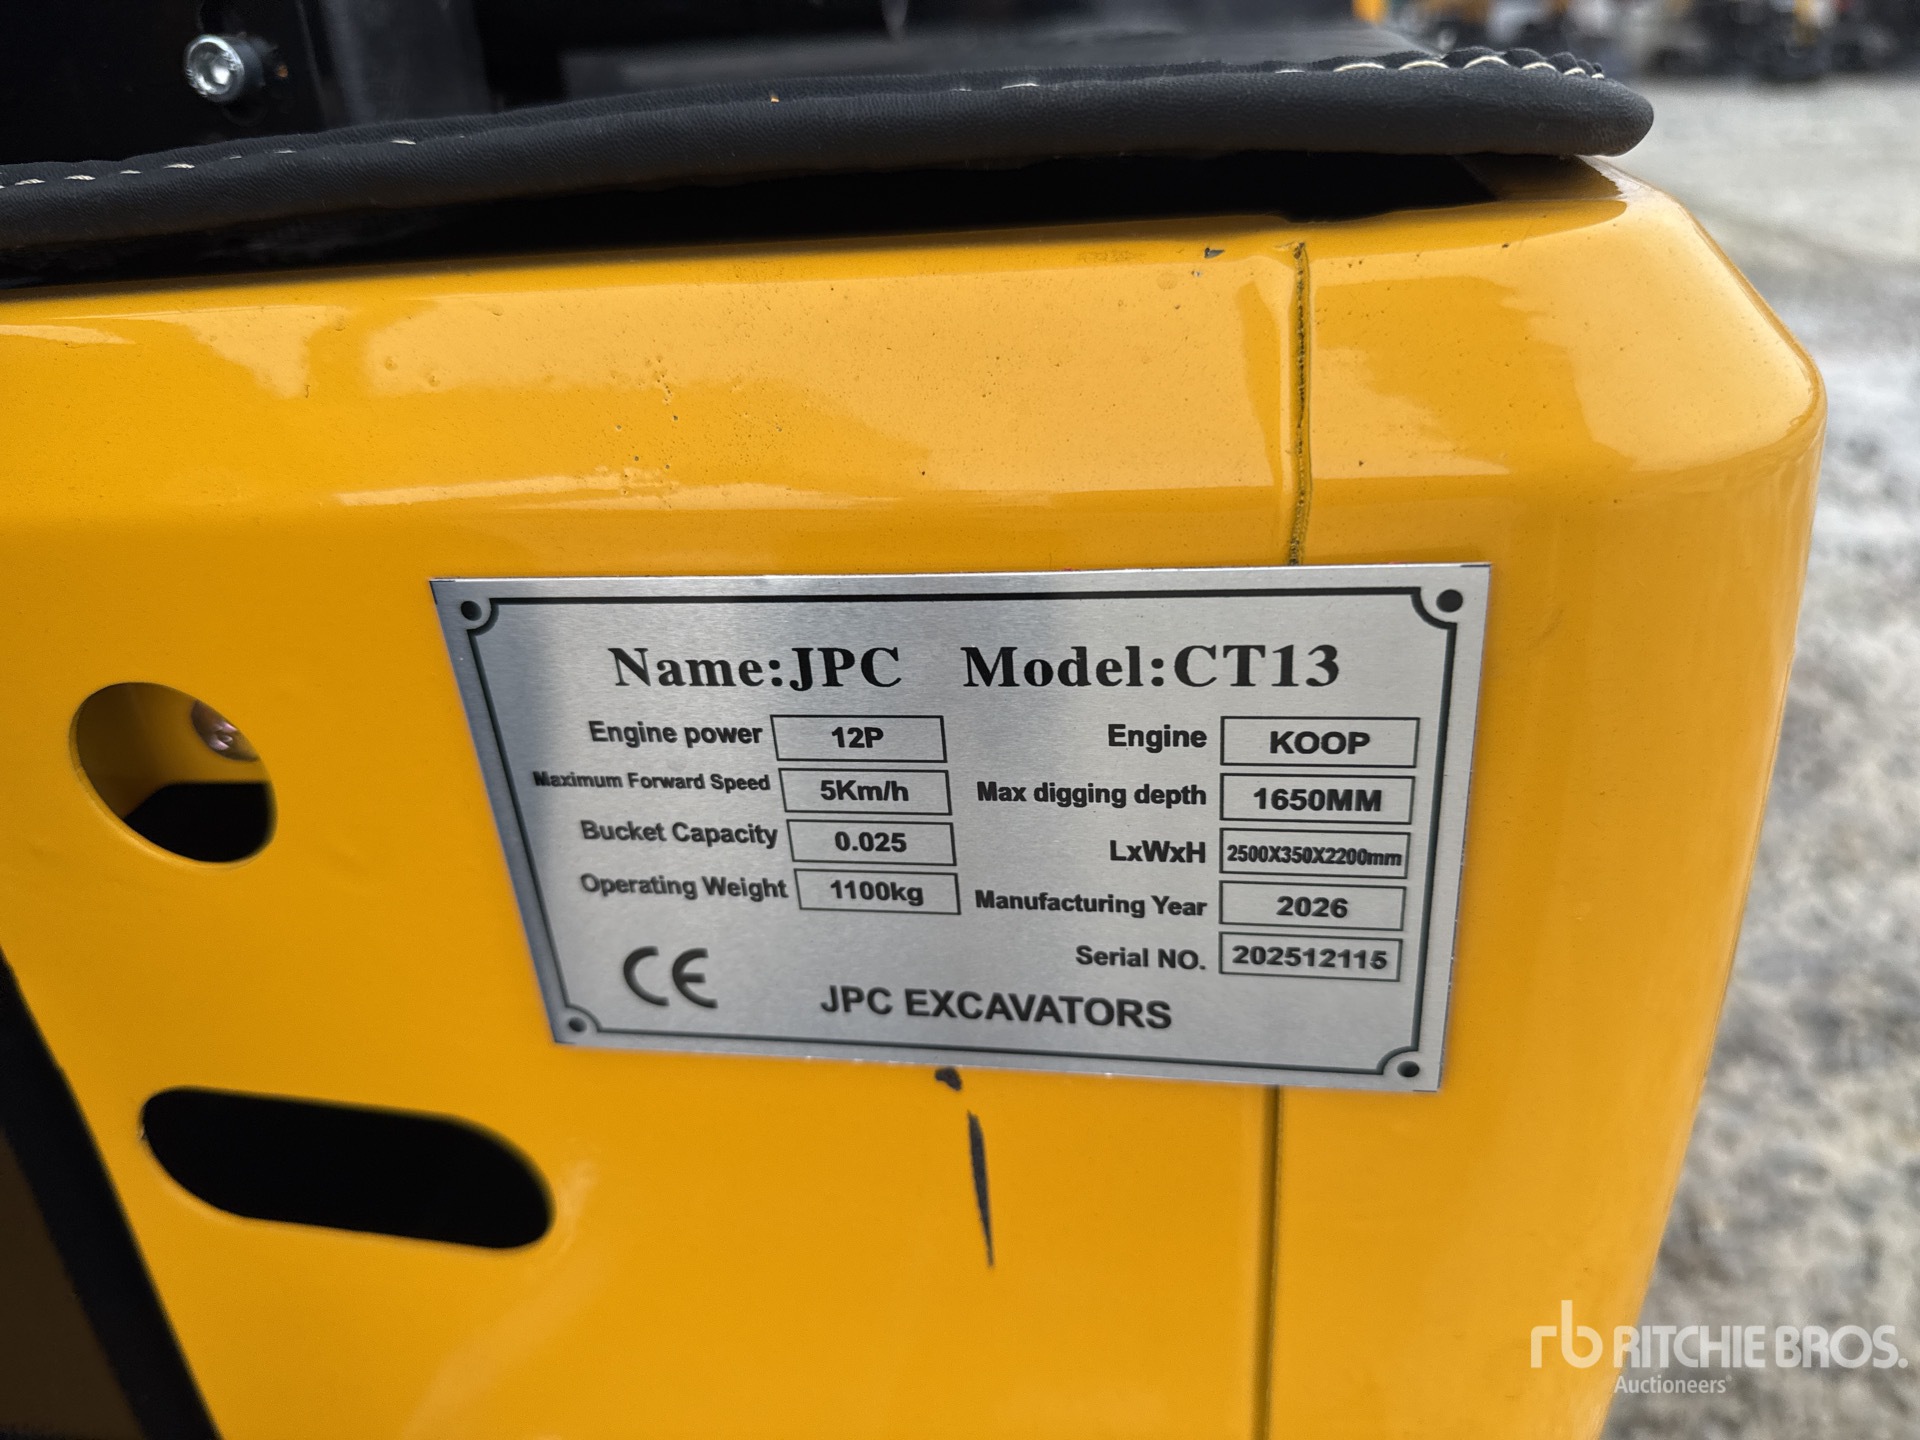 Name:JPC Model:CT13
Engine power 12P Engine KOOP
Maximum Forward Speed 5Km/h Max digging depth 1650MM
Bucket Capacity 0.025 LxWxH 2500X350X2200mm
Operating Weight 1100kg Manufacturing Year 2026
Serial NO. 202512115
CE JPC EXCAVATORS
rb RITCHIE BROS.
Auctioneers